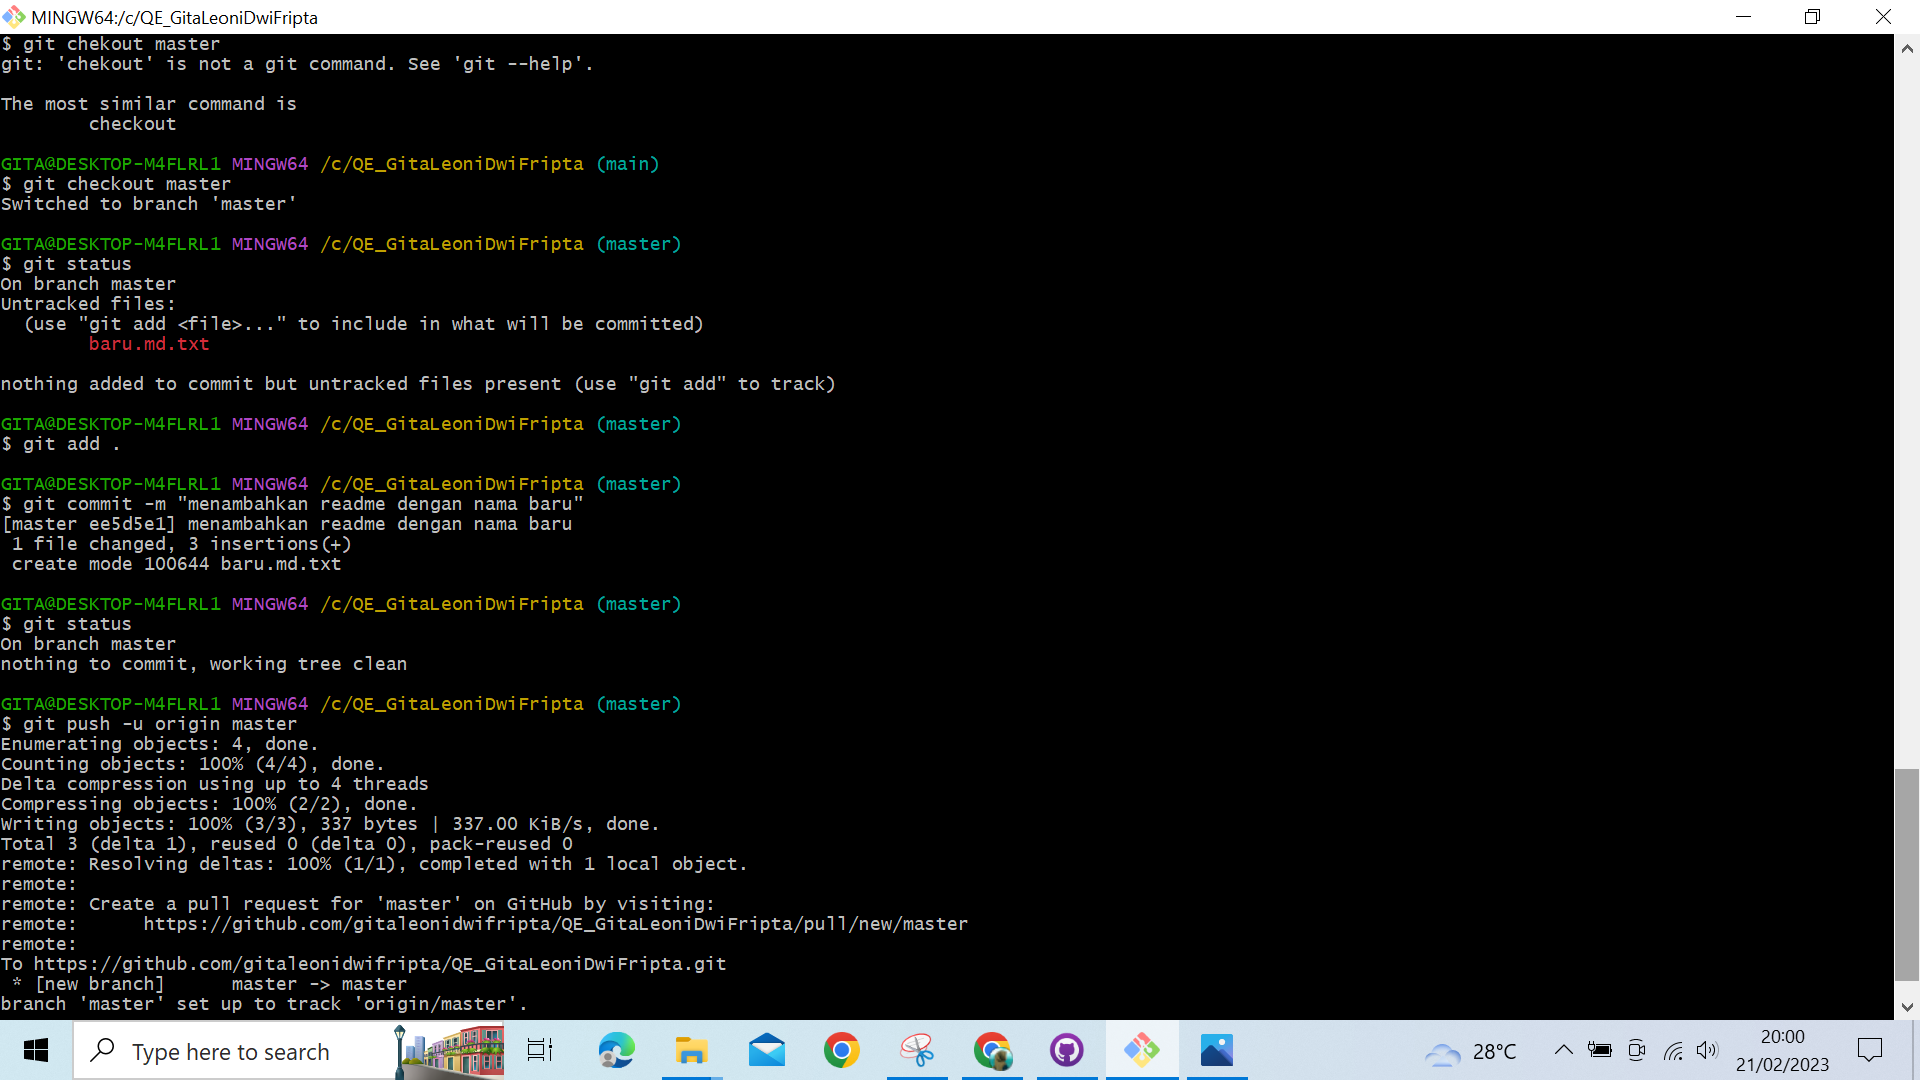 MINGW64:/c/QE_GitaLeoniDwiFripta
$ git chekout master
git: 'chekout' is not a git command. See 'git --help'.
The most similar command is
        checkout
GITA@DESKTOP-M4FLRL1 MINGW64 /c/QE_GitaLeoniDwiFripta (main)
$ git checkout master
Switched to branch 'master'
GITA@DESKTOP-M4FLRL1 MINGW64 /c/QE_GitaLeoniDwiFripta (master)
$ git status
On branch master
Untracked files:
  (use "git add <file>..." to include in what will be committed)
        baru.md.txt
nothing added to commit but untracked files present (use "git add" to track)
GITA@DESKTOP-M4FLRL1 MINGW64 /c/QE_GitaLeoniDwiFripta (master)
$ git add .
GITA@DESKTOP-M4FLRL1 MINGW64 /c/QE_GitaLeoniDwiFripta (master)
$ git commit -m "menambahkan readme dengan nama baru"
[master ee5d5e1] menambahkan readme dengan nama baru
 1 file changed, 3 insertions(+)
 create mode 100644 baru.md.txt
GITA@DESKTOP-M4FLRL1 MINGW64 /c/QE_GitaLeoniDwiFripta (master)
$ git status
On branch master
nothing to commit, working tree clean
GITA@DESKTOP-M4FLRL1 MINGW64 /c/QE_GitaLeoniDwiFripta (master)
$ git push -u origin master
Enumerating objects: 4, done.
Counting objects: 100% (4/4), done.
Delta compression using up to 4 threads
Compressing objects: 100% (2/2), done.
Writing objects: 100% (3/3), 337 bytes | 337.00 KiB/s, done.
Total 3 (delta 1), reused 0 (delta 0), pack-reused 0
remote: Resolving deltas: 100% (1/1), completed with 1 local object.
remote:
remote: Create a pull request for 'master' on GitHub by visiting:
remote:      https://github.com/gitaleonidwifripta/QE_GitaLeoniDwiFripta/pull/new/master
remote:
To https://github.com/gitaleonidwifripta/QE_GitaLeoniDwiFripta.git
 * [new branch]      master -> master
branch 'master' set up to track 'origin/master'.
Type here to search
28°C
20:00
21/02/2023